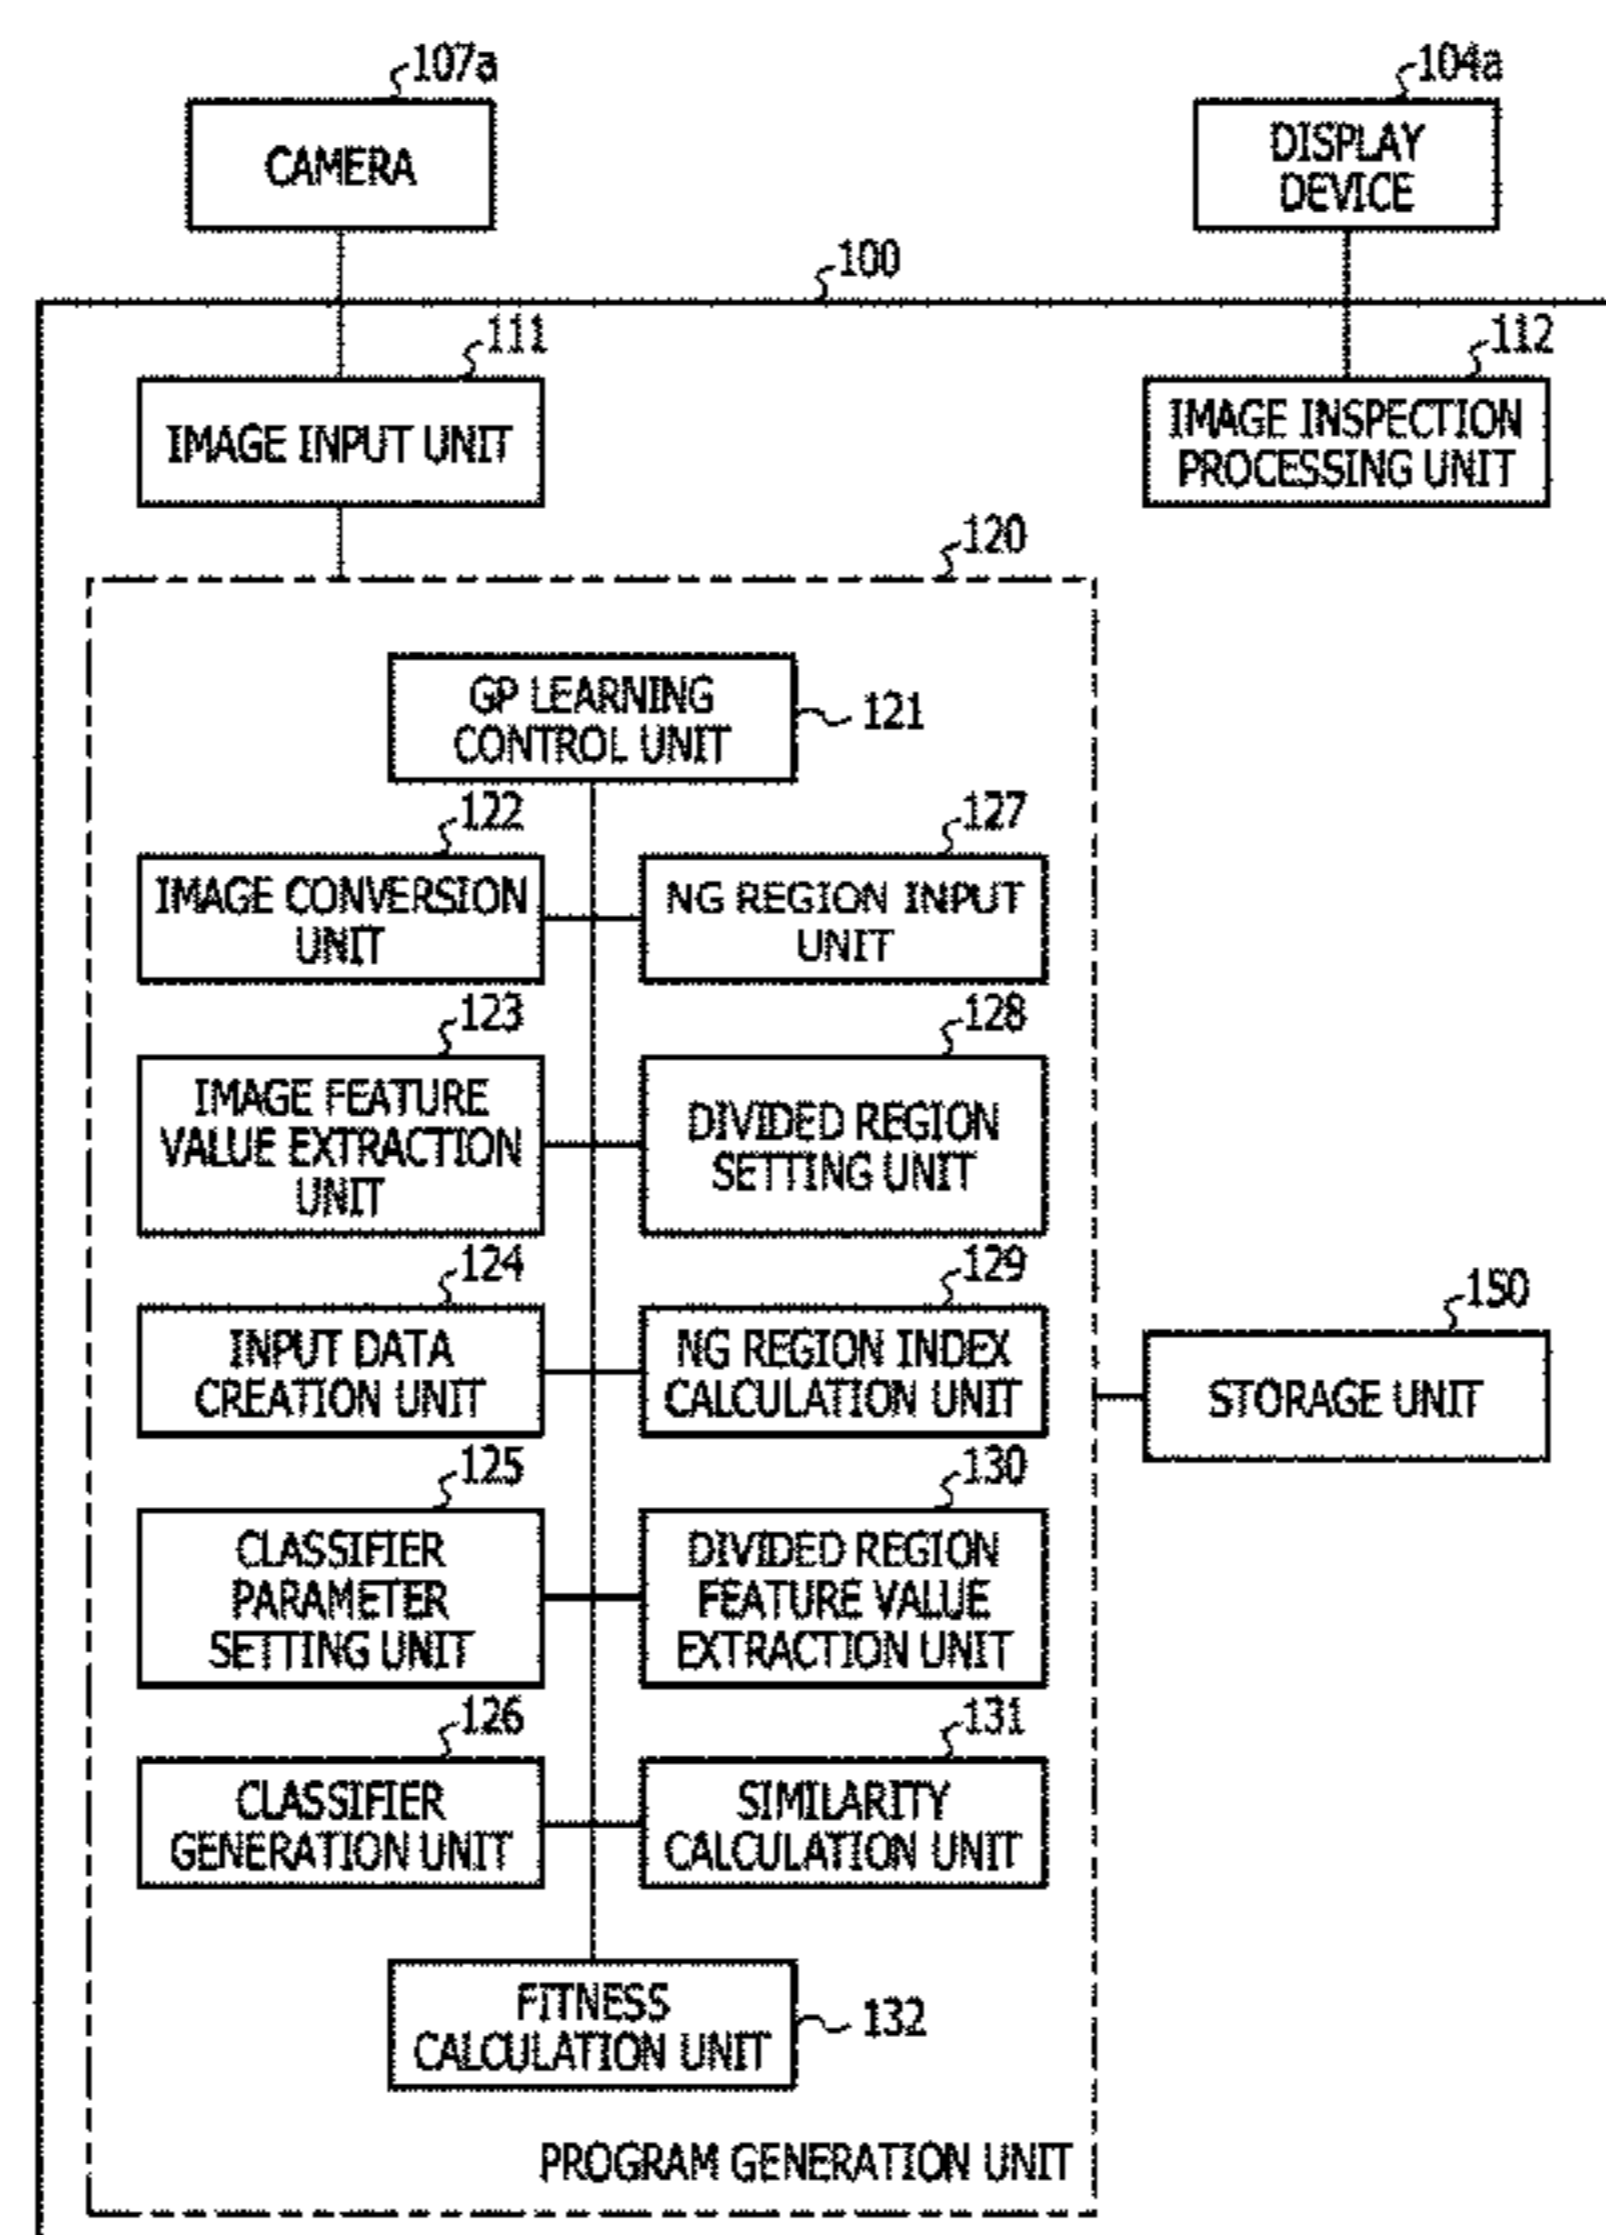 107a
CAMERA
104a
DISPLAY
DEVICE
100
111
IMAGE INPUT UNIT
112
IMAGE INSPECTION
PROCESSING UNIT
120
GP LEARNING
CONTROL UNIT
121
122
IMAGE CONVERSION
UNIT
127
NG REGION INPUT
UNIT
123
IMAGE FEATURE
VALUE EXTRACTION
UNIT
128
DIVIDED REGION
SETTING UNIT
124
INPUT DATA
CREATION UNIT
129
NG REGION INDEX
CALCULATION UNIT
150
STORAGE UNIT
125
CLASSIFIER
PARAMETER
SETTING UNIT
130
DIVIDED REGION
FEATURE VALUE
EXTRACTION UNIT
126
CLASSIFIER
GENERATION UNIT
131
SIMILARITY
CALCULATION UNIT
FITNESS
CALCULATION UNIT
132
PROGRAM GENERATION UNIT